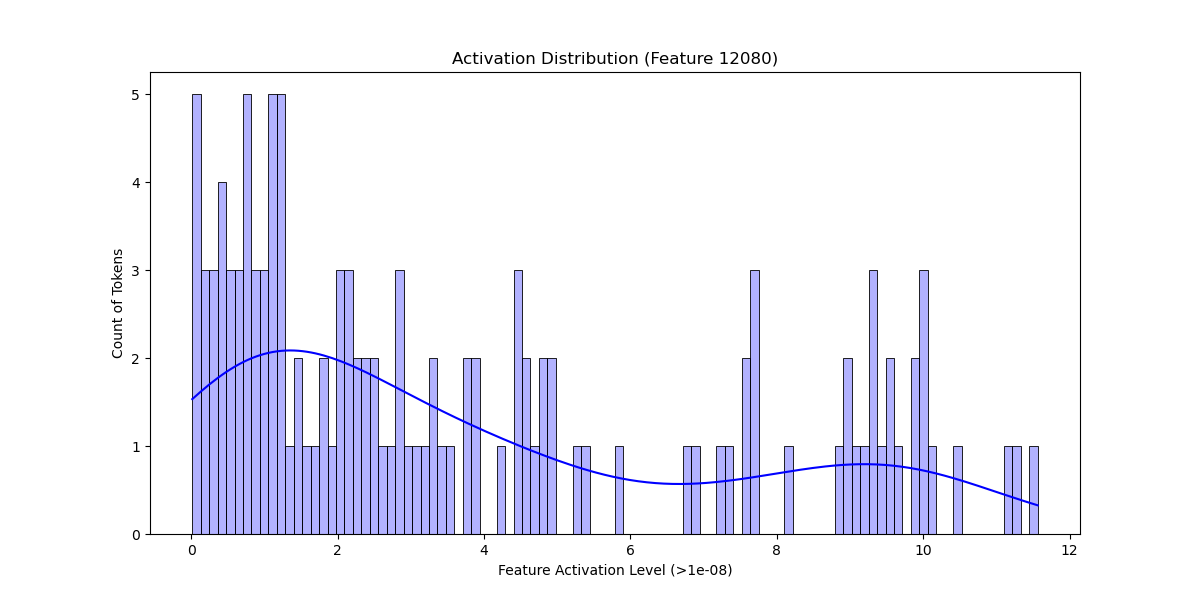 Activation Distribution (Feature 12080)
5
4
3
2
1
0
Count of Tokens
0 2 4 6 8 10 12
Feature Activation Level (>1e-08)